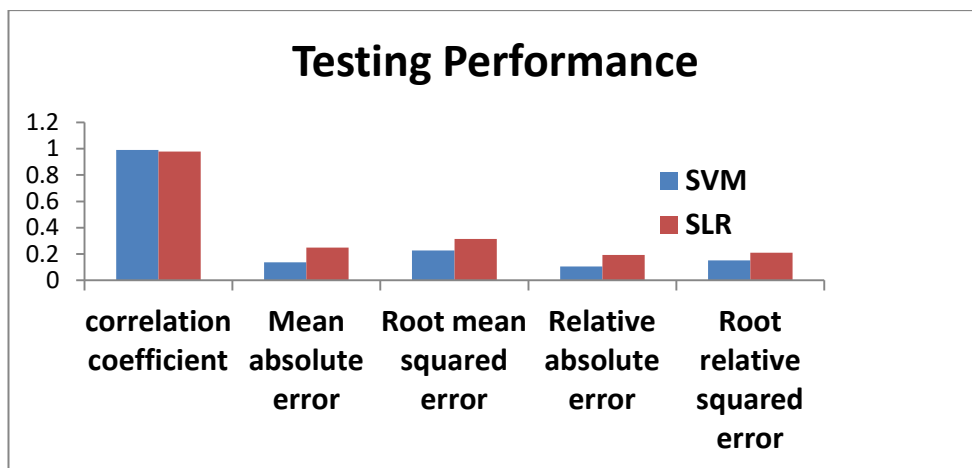 Testing Performance
1.2
1
0.8
0.6
0.4
0.2
0
SVM
SLR
correlation
coefficient
Mean
absolute
error
Root mean
squared
error
Relative
absolute
error
Root
relative
squared
error